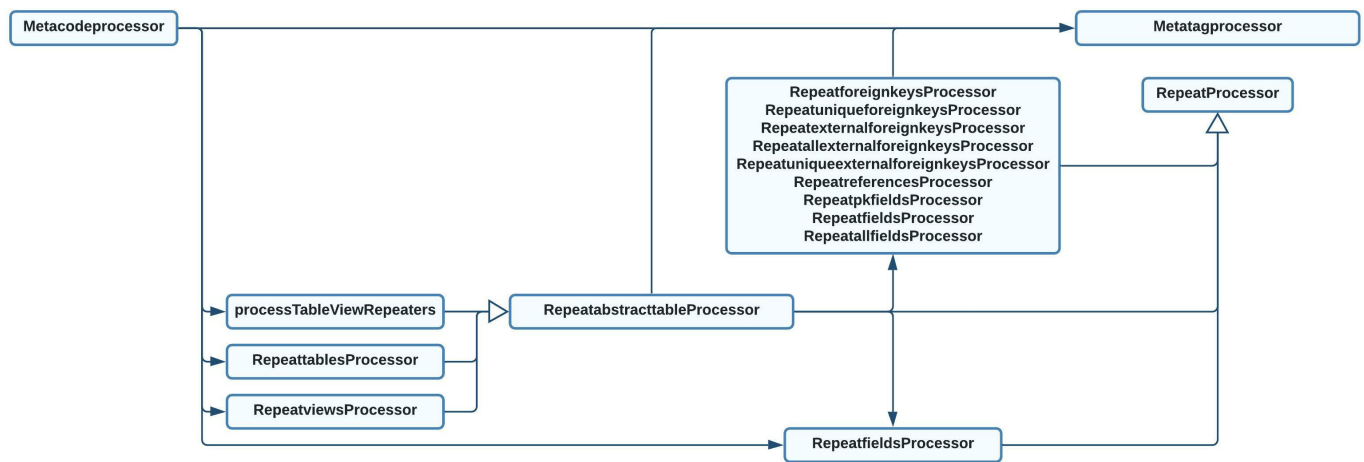 Metacodeprocessor
Metatagprocessor
RepeatProcessor
RepeatforeignkeysProcessor
RepeatuniqueforeignkeysProcessor
RepeatexternalforeignkeysProcessor
RepeatallexternalforeignkeysProcessor
RepeatuniqueexternalforeignkeysProcessor
RepeatreferencesProcessor
RepeatpkfieldsProcessor
RepeatfieldsProcessor
RepeatallfieldsProcessor
processTableViewRepeaters
RepeatabstracttableProcessor
RepeattablesProcessor
RepeatviewsProcessor
RepeatfieldsProcessor